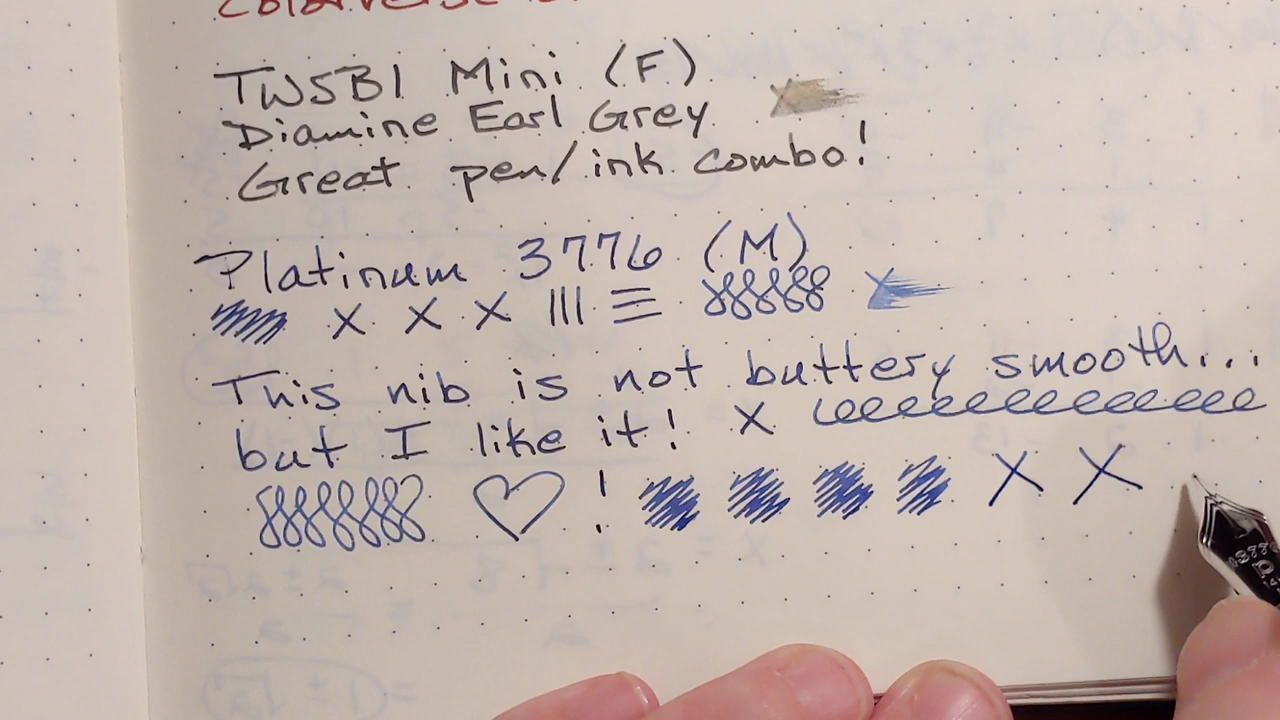 TWSBI Mini (F)
Diamine Earl Grey
Great pen/ink combo!
Platinum 3776 (M)
X X X
This nib is not buttery smooth...
but I like it! X
! X X